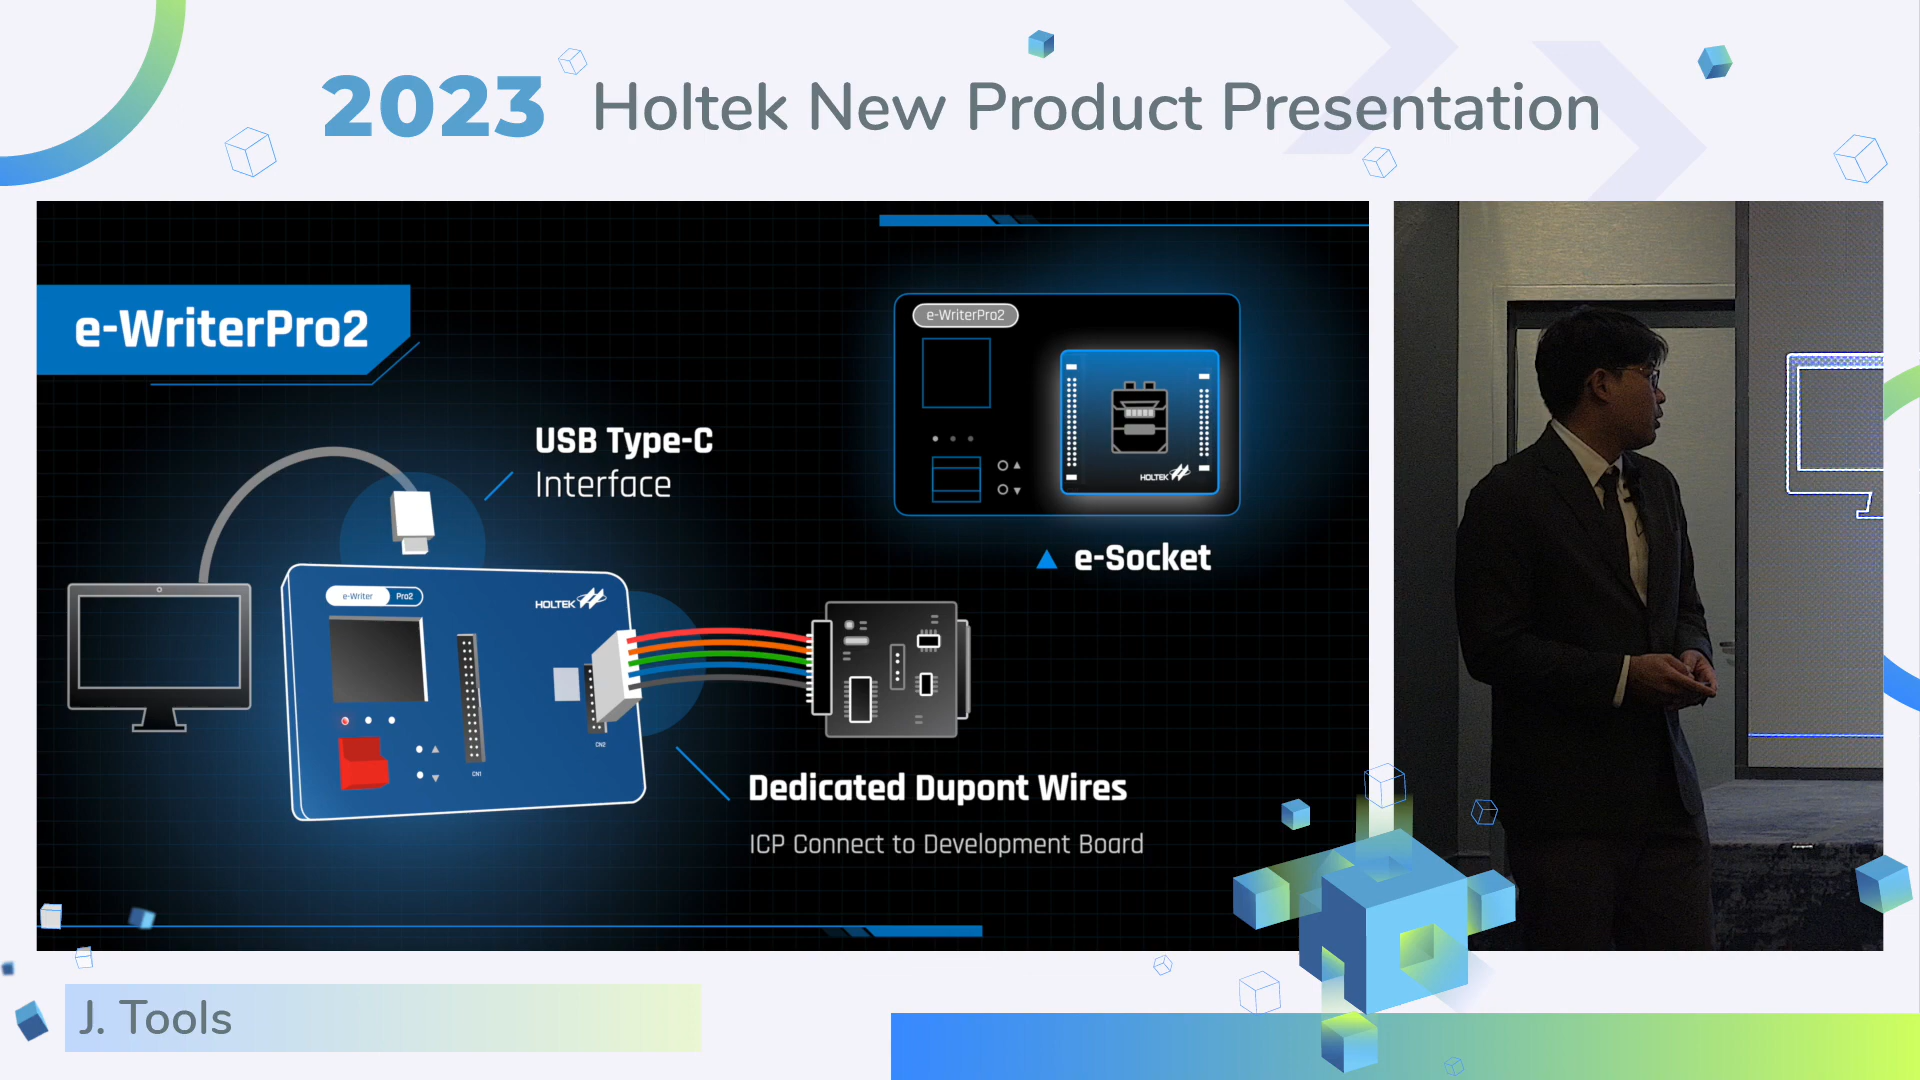 2023 Holtek New Product Presentation
e-WriterPro2
USB Type-C
Interface
e-WriterPro2
HOLTEK
e-Socket
e-Writer Pro2
HOLTEK
CN1
CN2
Dedicated Dupont Wires
ICP Connect to Development Board
J. Tools